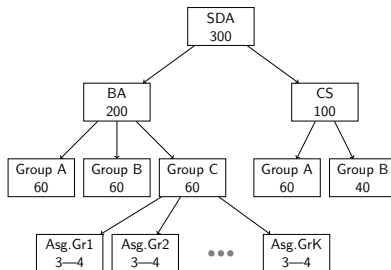 SDA
300
BA
200
CS
100
Group A
60
Group B
60
Group C
60
Group A
60
Group B
40
Asg.Gr1
3—4
Asg.Gr2
3—4
Asg.GrK
3—4